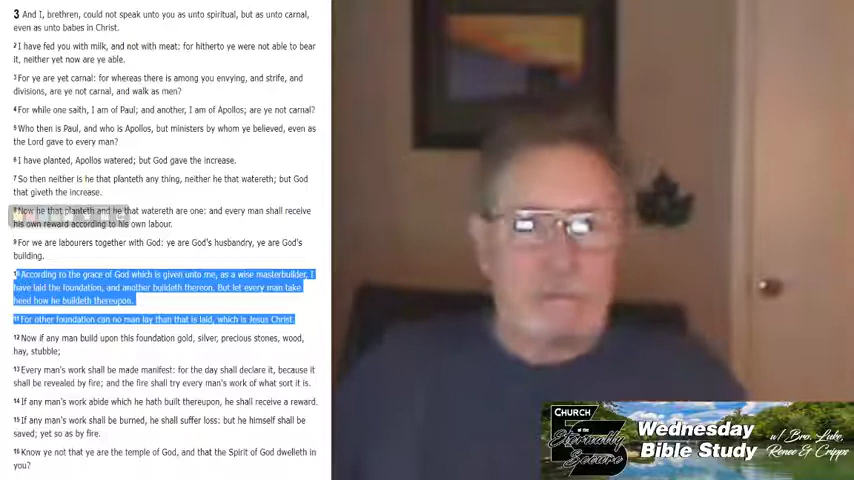 3 And I, brethren, could not speak unto you as unto spiritual, but as unto carnal,
even as unto babes in Christ.
2 I have fed you with milk, and not with meat: for hitherto ye were not able to bear
it, neither yet now are ye able.
3 For ye are yet carnal: for whereas there is among you envying, and strife, and
divisions, are ye not carnal, and walk as men?
4 For while one saith, I am of Paul; and another, I am of Apollos; are ye not carnal?
5 Who then is Paul, and who is Apollos, but ministers by whom ye believed, even as
the Lord gave to every man?
6 I have planted, Apollos watered; but God gave the increase.
7 So then neither is he that planteth any thing, neither he that watereth; but God
that giveth the increase.
8 Now he that planteth and he that watereth are one: and every man shall receive
his own reward according to his own labour.
9 For we are labourers together with God: ye are God's husbandry, ye are God's
building.
10 According ro the grace of God which is given unto me, as a wise masterbuilder, I
have laid the foundation, and another buildeth thereon. But let every man take
heed how he buildeth thereupon.
11 For other foundation can no man lay than that is laid, which is Jesus Christ.
12 Now if any man build upon this foundation gold, silver, precious stones, wood,
hay, stubble;
13 Every man's work shall be made manifest: for the day shall declare it, because it
shall be revealed by fire; and the fire shall try every man's work of what sort it is.
14 If any man's work abide which he hath built thereupon, he shall receive a reward.
15 If any man's work shall be burned, he shall suffer loss: but he himself shall be
saved; yet so as by fire.
16 Know ye not that ye are the temple of God, and that the Spirit of God dwelleth in
you?
CHURCH
of the
Eternally
Secure
Wednesday
Bible Study
w/ Bro. Luke,
Renee & Cripps